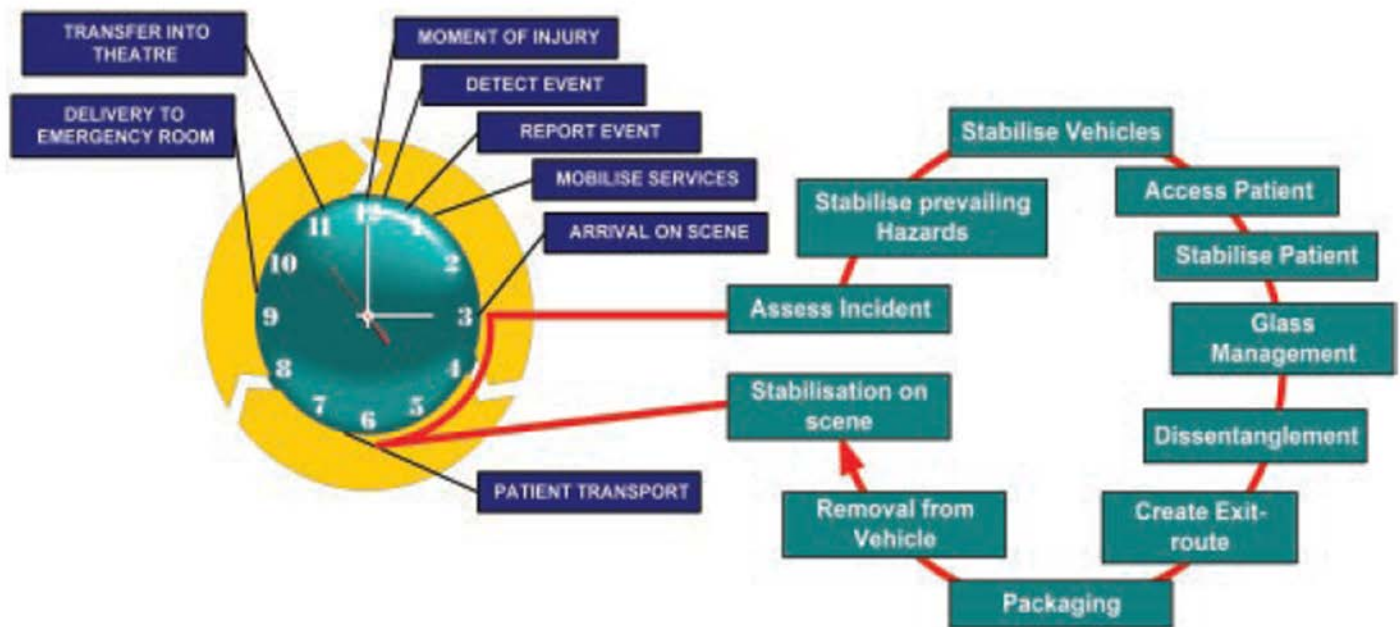 TRANSFER INTO
THEATRE
MOMENT OF INJURY
DETECT EVENT
DELIVERY TO
EMERGENCY ROOM
REPORT EVENT
MOBILISE SERVICES
ARRIVAL ON SCENE
PATIENT TRANSPORT
12
1
2
3
4
5
6
7
8
9
10
11
Assess Incident
Stabilise prevailing
Hazards
Stabilise Vehicles
Access Patient
Stabilise Patient
Glass
Management
Dissentanglement
Create Exit-
route
Packaging
Removal from
Vehicle
Stabilisation on
scene